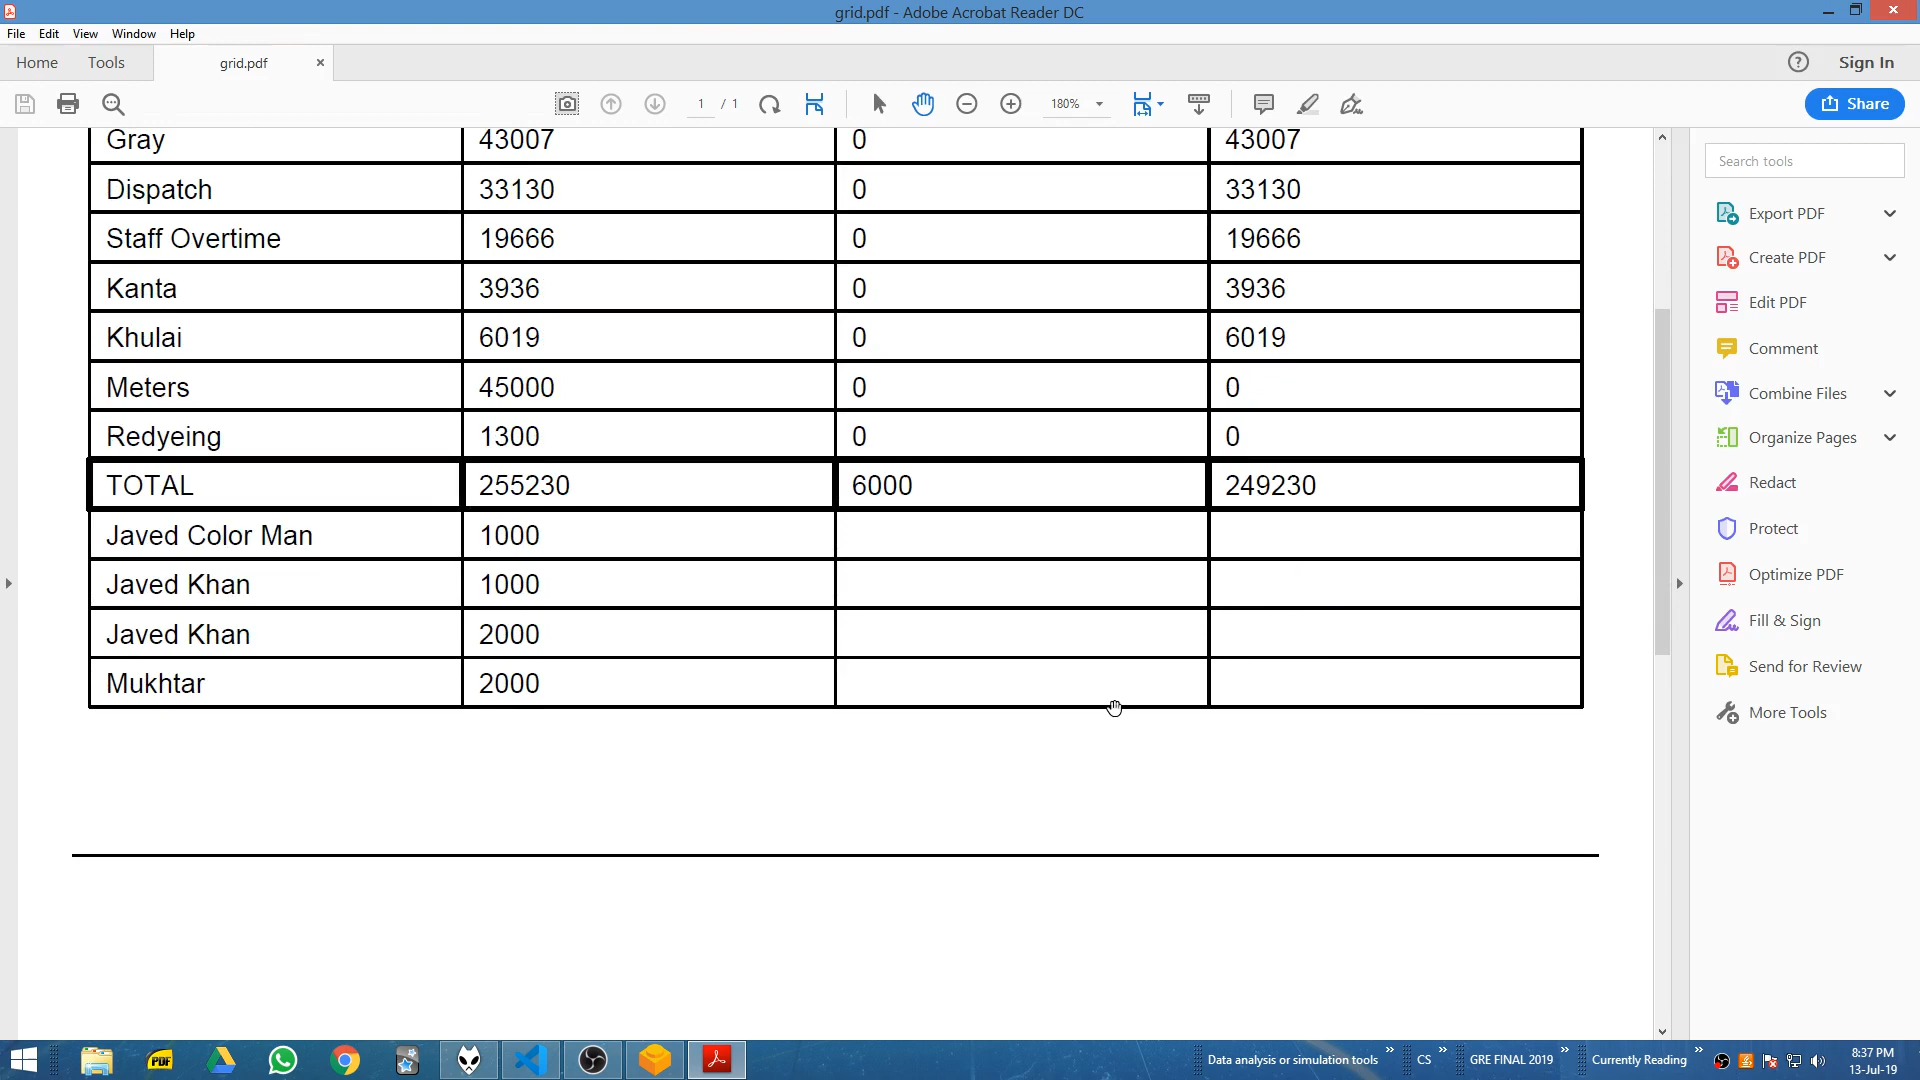 grid.pdf - Adobe Acrobat Reader DC
File Edit View Window Help
Home Tools grid.pdf × Sign In
1 / 1 180% Share
Gray 43007 0 43007
Dispatch 33130 0 33130
Staff Overtime 19666 0 19666
Kanta 3936 0 3936
Khulai 6019 0 6019
Meters 45000 0 0
Redyeing 1300 0 0
TOTAL 255230 6000 249230
Javed Color Man 1000
Javed Khan 1000
Javed Khan 2000
Mukhtar 2000
Search tools
Export PDF
Create PDF
Edit PDF
Comment
Combine Files
Organize Pages
Redact
Protect
Optimize PDF
Fill & Sign
Send for Review
More Tools
PDF
Data analysis or simulation tools » CS » GRE FINAL 2019 » Currently Reading » 8:37 PM
13-Jul-19